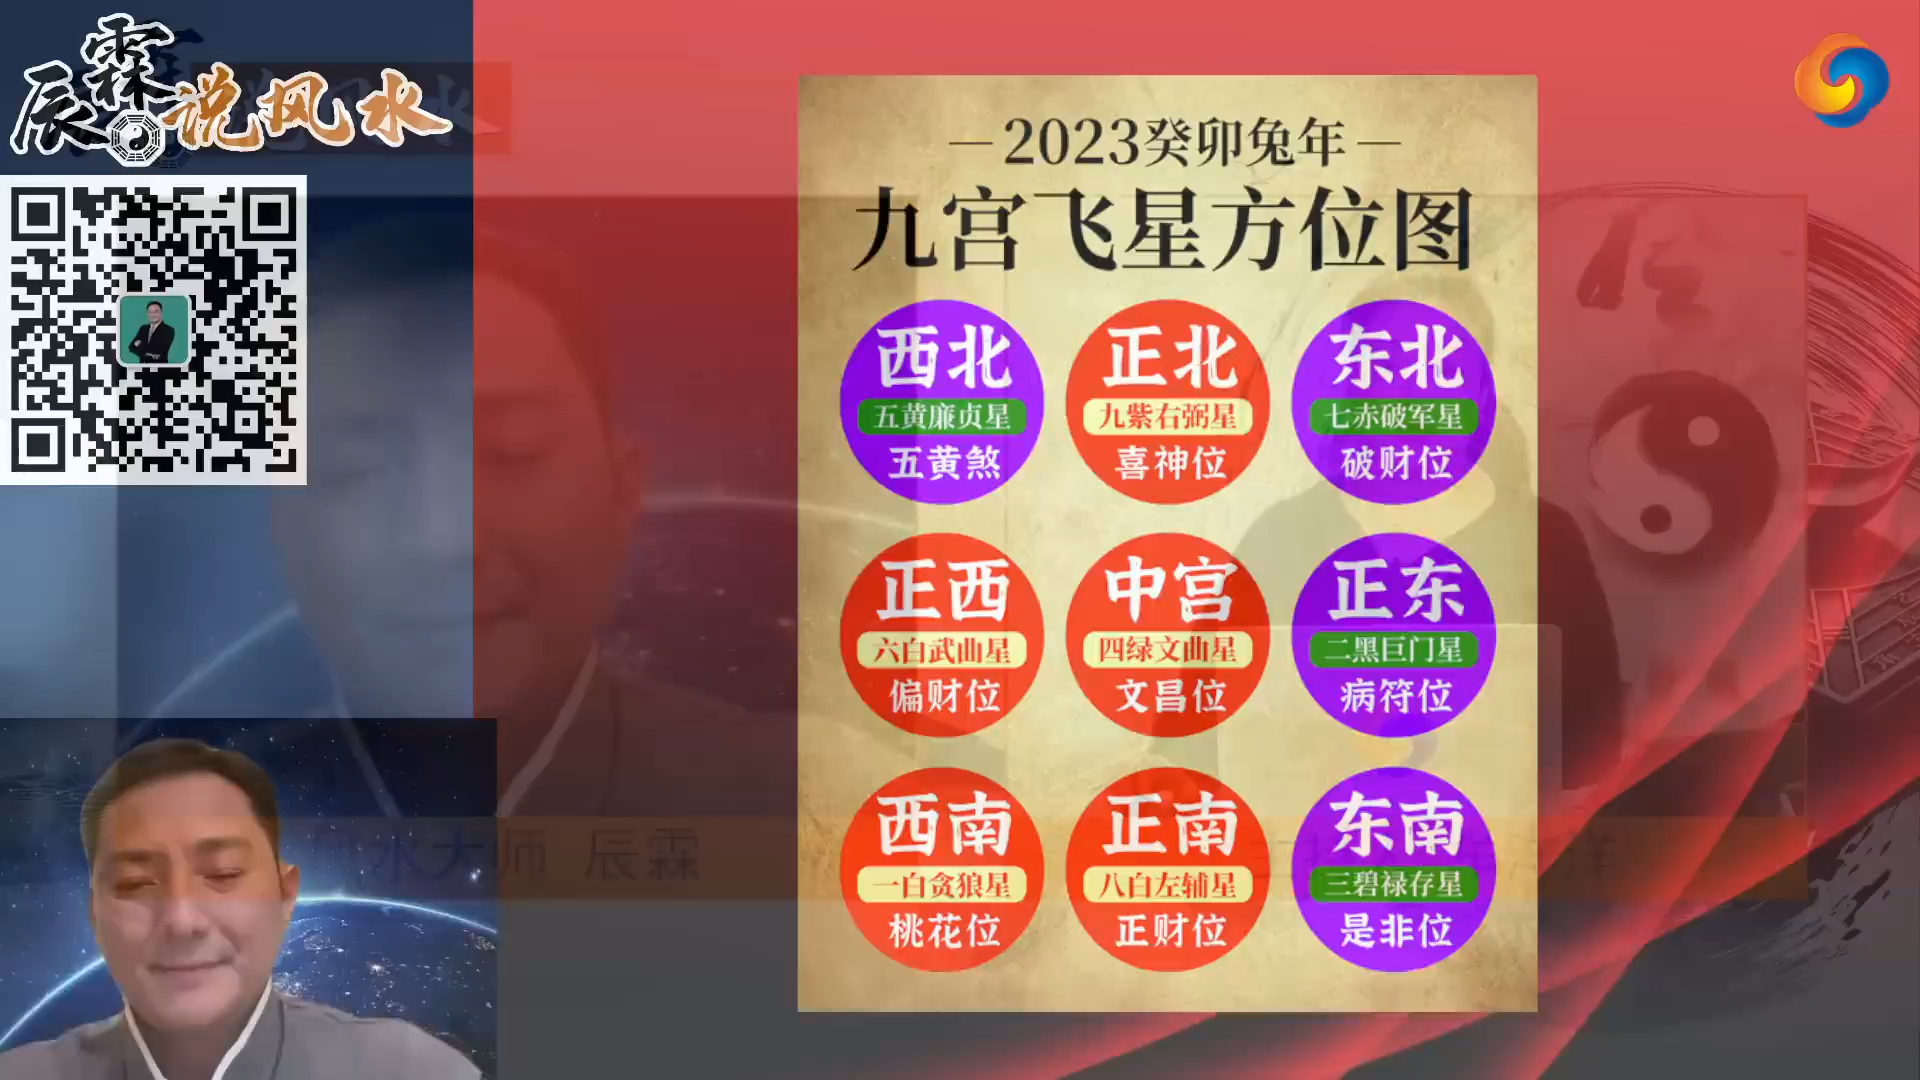 辰霖说风水
2023癸卯兔年
九宫飞星方位图
西北
五黄廉贞星
五黄煞
正北
九紫右弼星
喜神位
东北
七赤破军星
破财位
正西
六白武曲星
偏财位
中宫
四绿文曲星
文昌位
正东
二黑巨门星
病符位
西南
一白贪狼星
桃花位
正南
八白左辅星
正财位
东南
三碧禄存星
是非位
水大师 辰霖